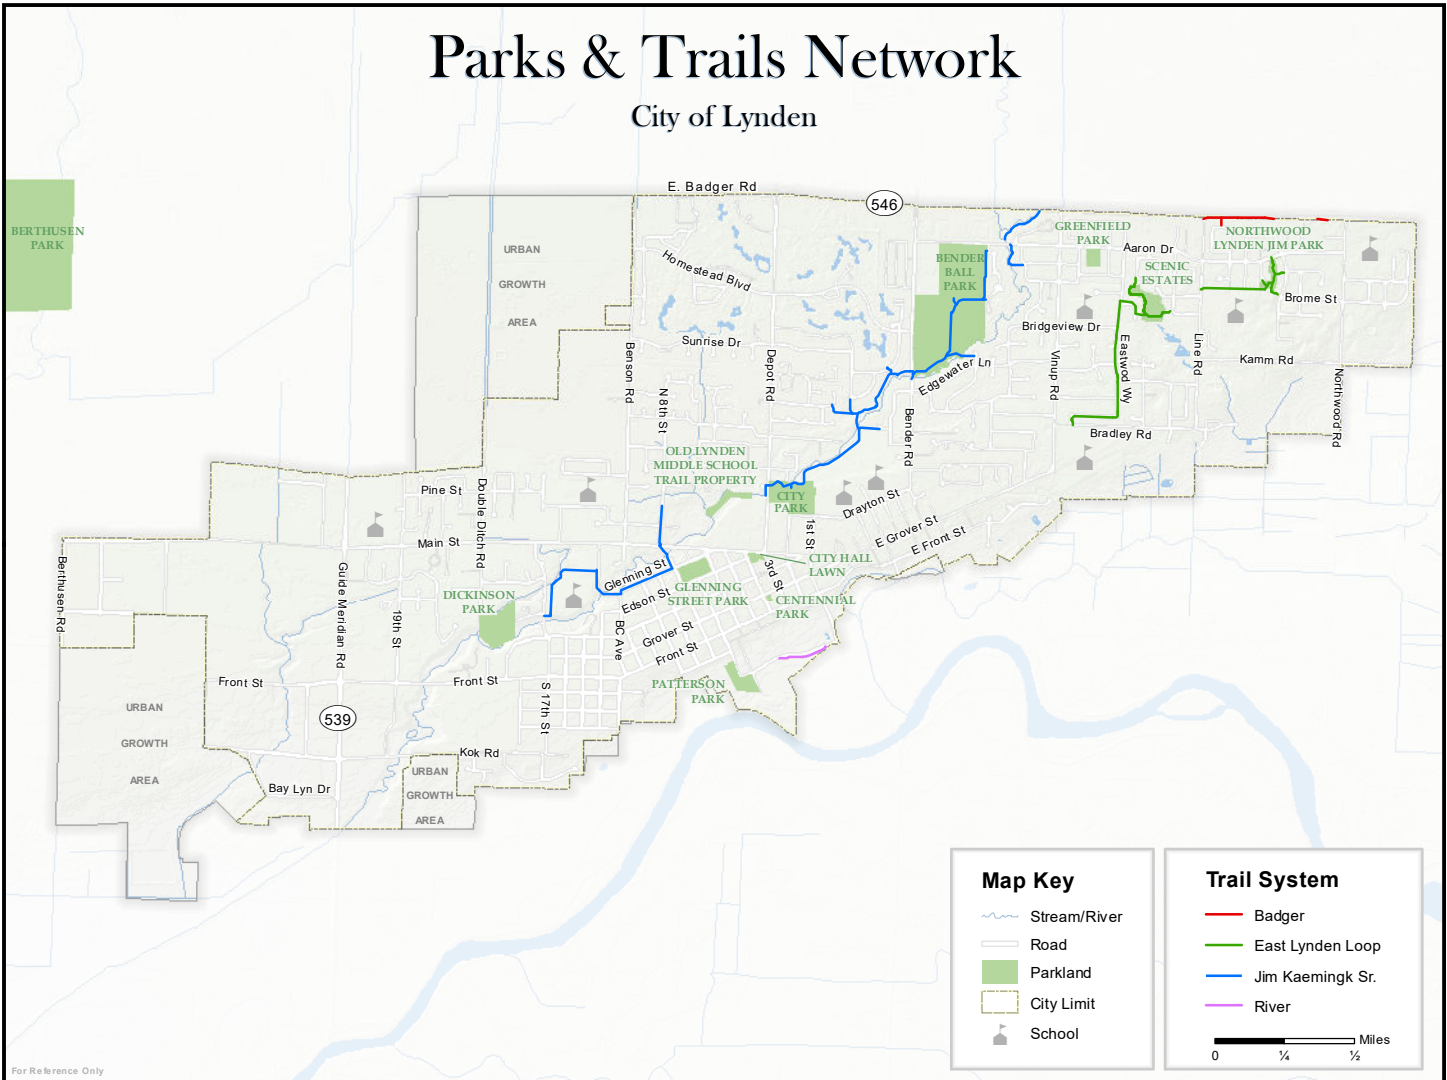 Parks & Trails Network
City of Lynden
E. Badger Rd
546
BERTHUSEN
PARK
URBAN
GROWTH
AREA
Homestead Blvd
BENDER
BALL
PARK
GREENFIELD
PARK
Aaron Dr
NORTHWOOD
LYNDEN JIM PARK
SCENIC
ESTATES
Brome St
Bridgeview Dr
Sunrise Dr
Benson Rd
N 8th St
Depot Rd
Edgewater Ln
Vinup Rd
Eastwood Wy
Line Rd
Kamm Rd
Northwood Rd
Bender Rd
Bradley Rd
OLD LYNDEN
MIDDLE SCHOOL
TRAIL PROPERTY
CITY
PARK
Pine St
Double Ditch Rd
Drayton St
1st St
E Grover St
E Front St
Main St
CITY HALL
LAWN
Glenning St
3rd St
Berthusen Rd
Guide Meridian Rd
19th St
DICKINSON
PARK
Edson St
GLENNING
STREET PARK
CENTENNIAL
PARK
BC Ave
Grover St
Front St
Front St
Front St
S 17th St
PATTERSON
PARK
URBAN
GROWTH
AREA
539
Kok Rd
URBAN
GROWTH
AREA
Bay Lyn Dr
Map Key
Stream/River
Road
Parkland
City Limit
School
Trail System
Badger
East Lynden Loop
Jim Kaemingk Sr.
River
Miles
0 ¼ ½
For Reference Only